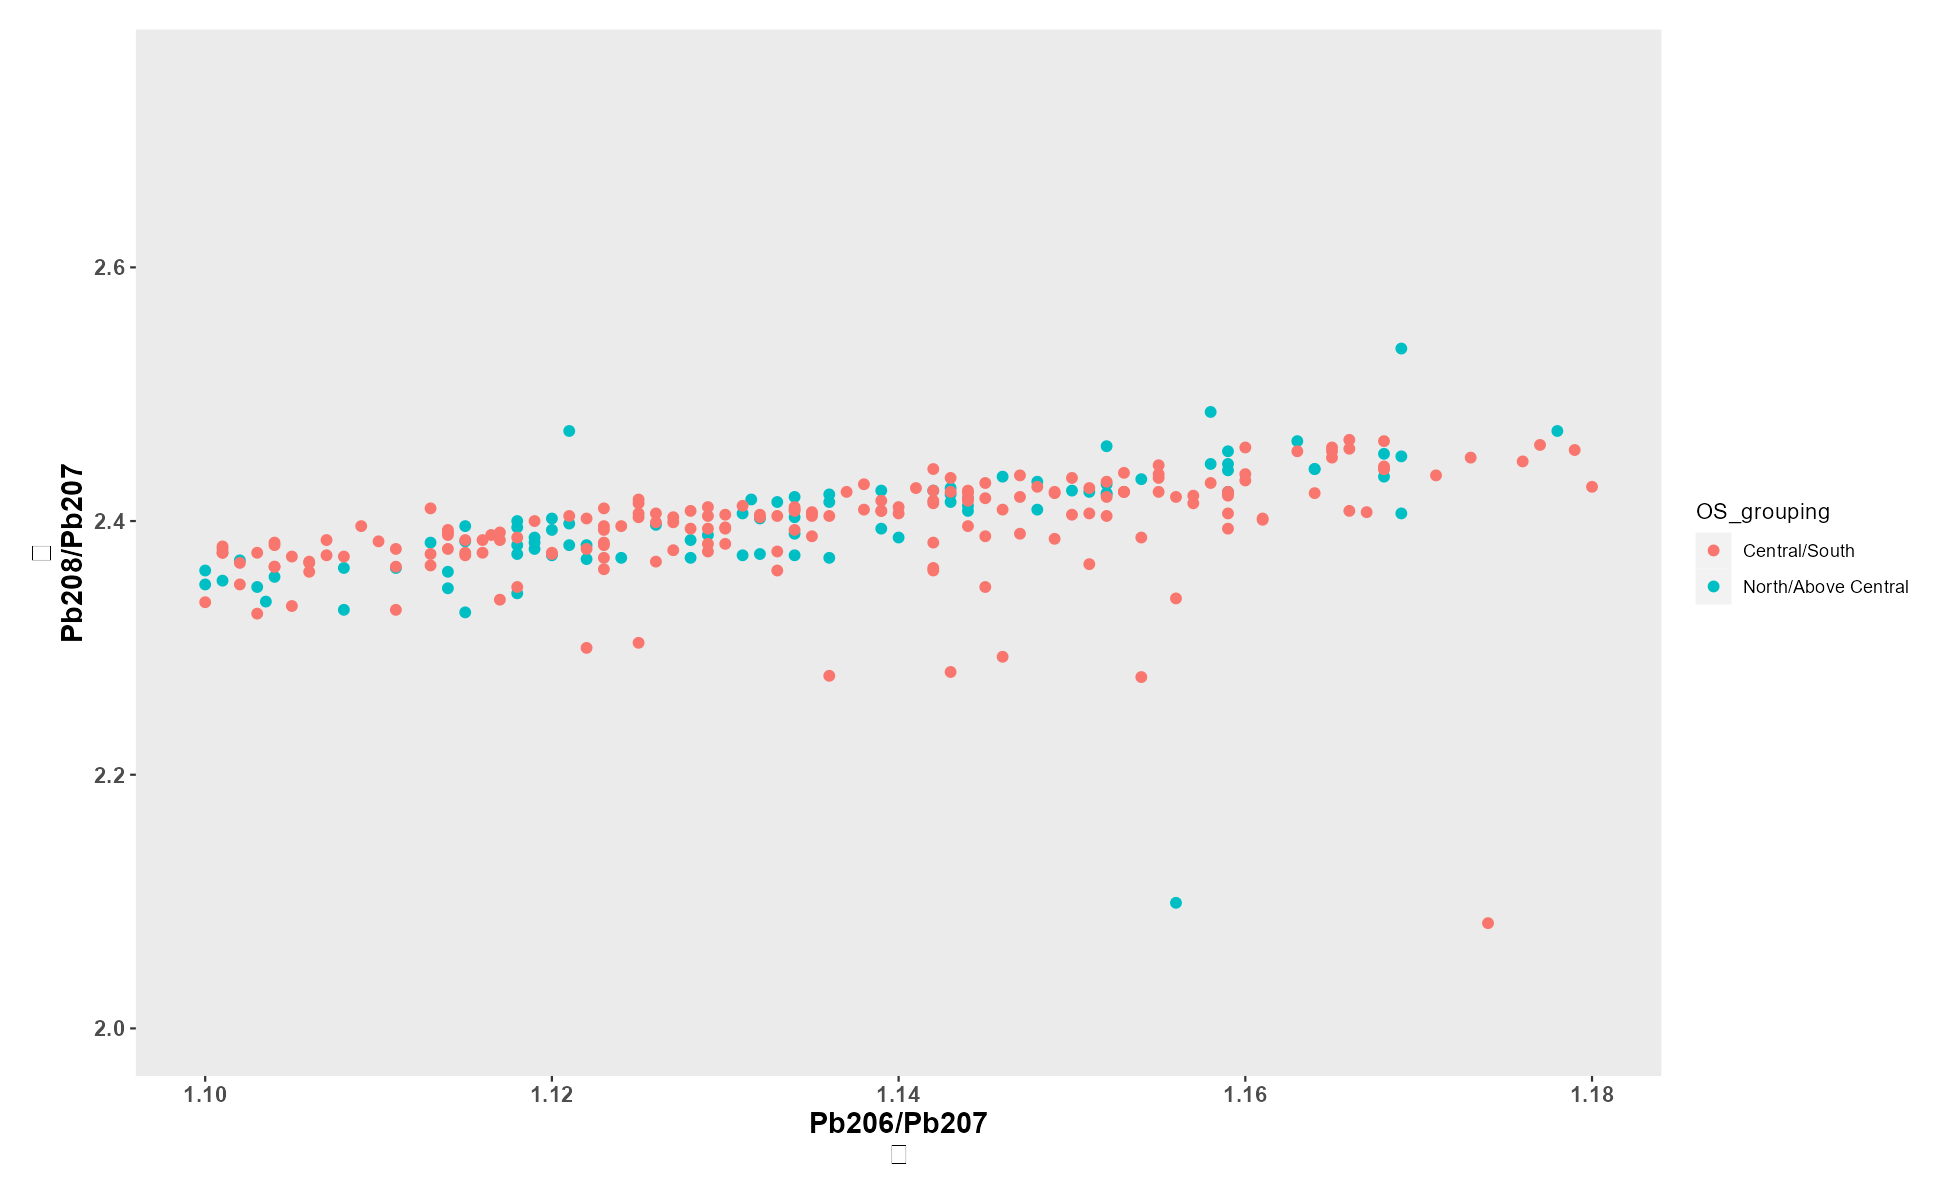 2.6
2.4
2.2
2.0
Pb208/Pb207
1.10
1.12
1.14
1.16
1.18
Pb206/Pb207
OS_grouping
Central/South
North/Above Central